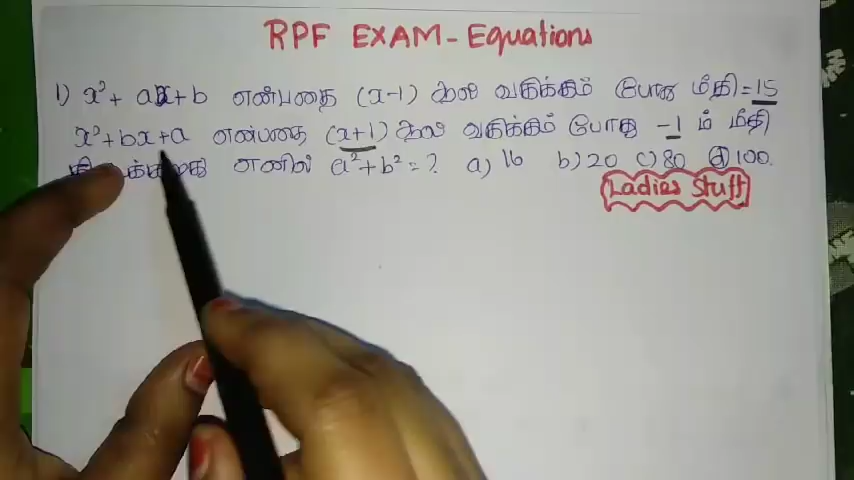 RPF EXAM - Equations
1) x² + ax + b என்பதை (x-1) ஆல் வகுக்கும் போது மீதி = 15
x² + bx + a என்பதை (x+1) ஆல் வகுக்கும் போது -1 ம் மீதி
எனில் a² + b² = ? a) 16 b) 20 c) 80 d) 100.
Ladies Stuff